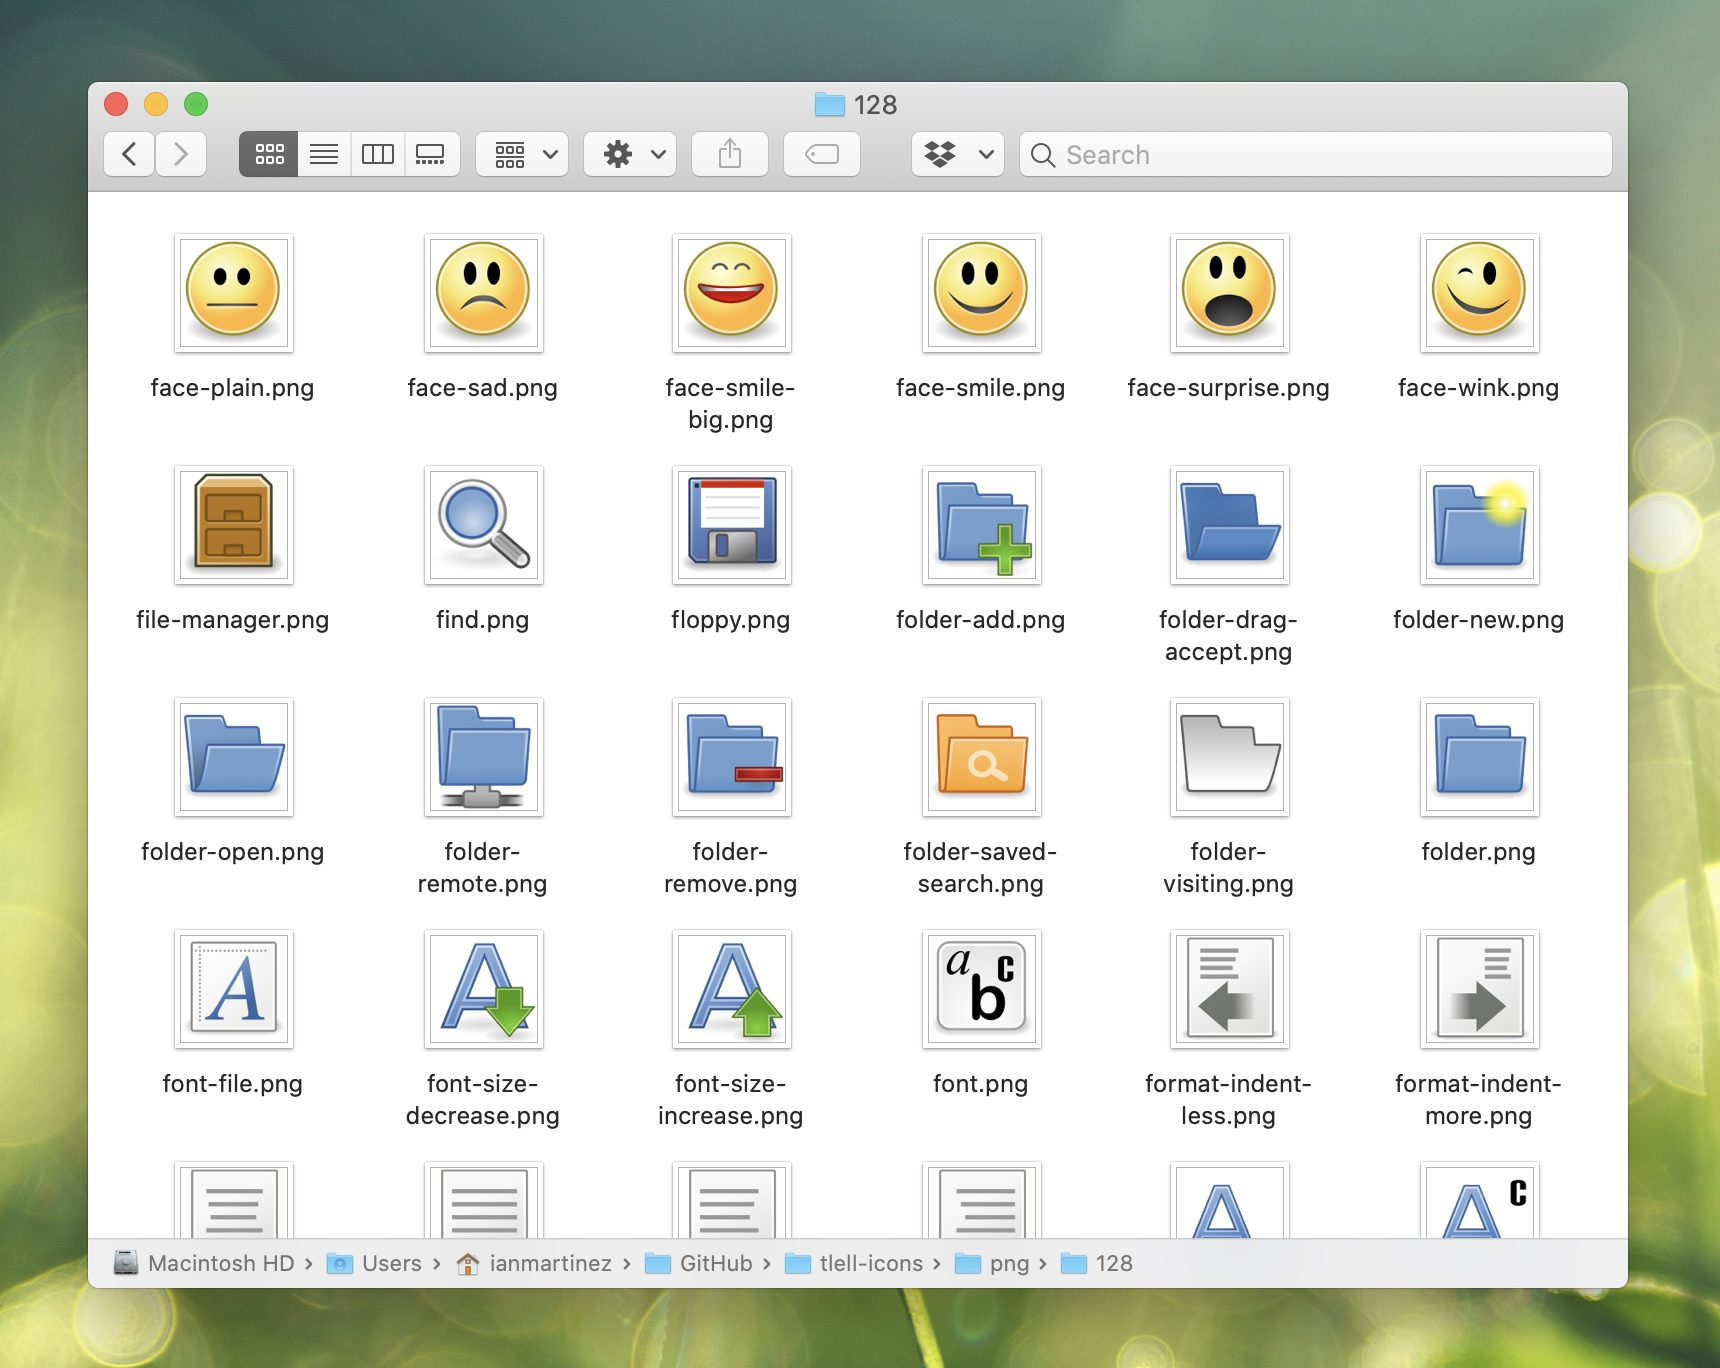 128
Search
face-plain.png
face-sad.png
face-smile-
big.png
face-smile.png
face-surprise.png
face-wink.png
file-manager.png
find.png
floppy.png
folder-add.png
folder-drag-
accept.png
folder-new.png
folder-open.png
folder-
remote.png
folder-
remove.png
folder-saved-
search.png
folder-
visiting.png
folder.png
A
font-file.png
A
font-size-
decrease.png
A
font-size-
increase.png
a b c
font.png
format-indent-
less.png
format-indent-
more.png
A
A c
Macintosh HD › Users › ianmartinez › GitHub › tlell-icons › png › 128